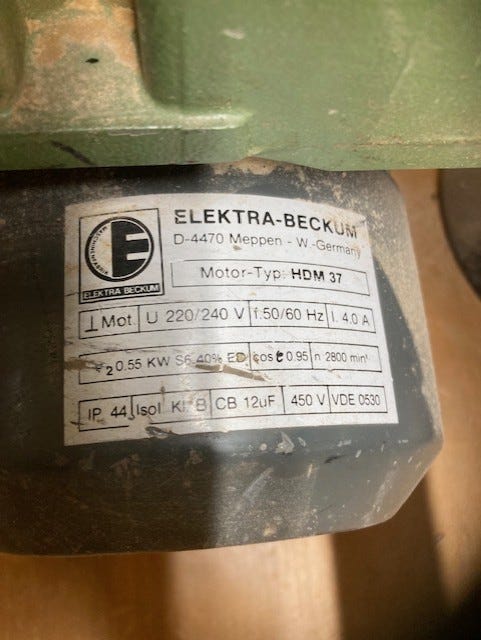 ELEKTRA-BECKUM
D-4470 Meppen - W.-Germany
ELEKTRA BECKUM
Motor-Typ: HDM 37
⊥ Mot. U 220/240 V f.50/60 Hz I. 4.0 A
P₂ 0.55 KW S6 40% ED cos φ 0.95 n 2800 min¹
IP 44 Isol Kl. B CB 12uF 450 V VDE 0530